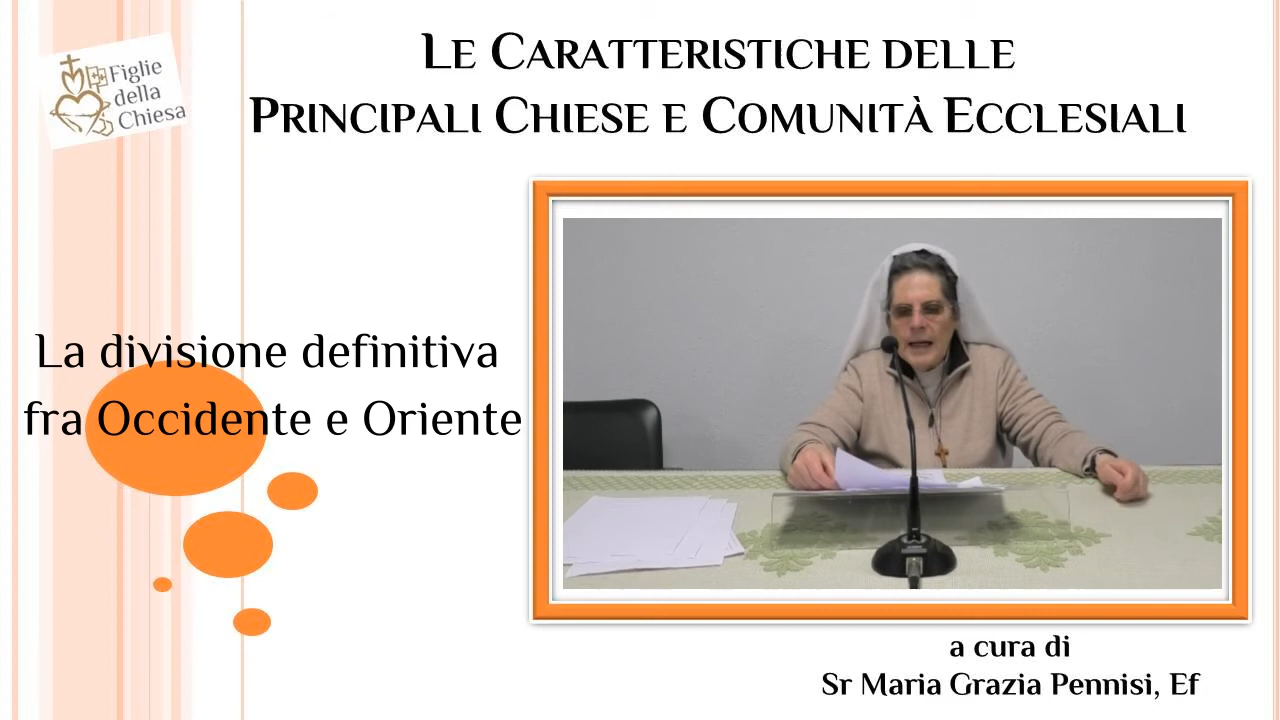 Figlie
della
Chiesa
Le Caratteristiche delle
Principali Chiese e Comunità Ecclesiali
La divisione definitiva
fra Occidente e Oriente
a cura di
Sr Maria Grazia Pennisi, Ef